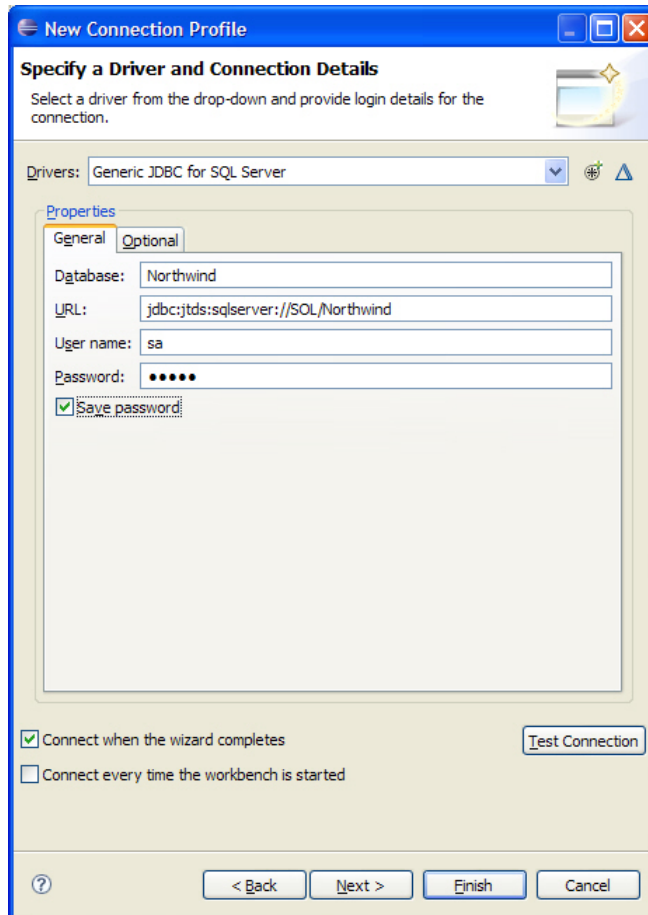 New Connection Profile
Specify a Driver and Connection Details
Select a driver from the drop-down and provide login details for the
connection.
Drivers: Generic JDBC for SQL Server
Properties
General Optional
Database: Northwind
URL: jdbc:jtds:sqlserver://SOL/Northwind
User name: sa
Password: •••••
Save password
Connect when the wizard completes
Test Connection
Connect every time the workbench is started
? < Back Next > Finish Cancel